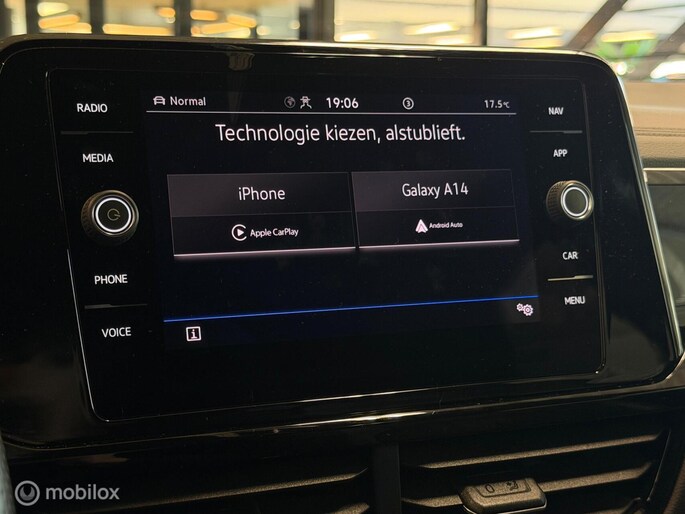 RADIO
MEDIA
PHONE
VOICE
Normal 19:06 3 17.5°C
Technologie kiezen, alstublieft.
iPhone
Apple CarPlay
Galaxy A14
Android Auto
i
NAV
APP
CAR
MENU
mobilox